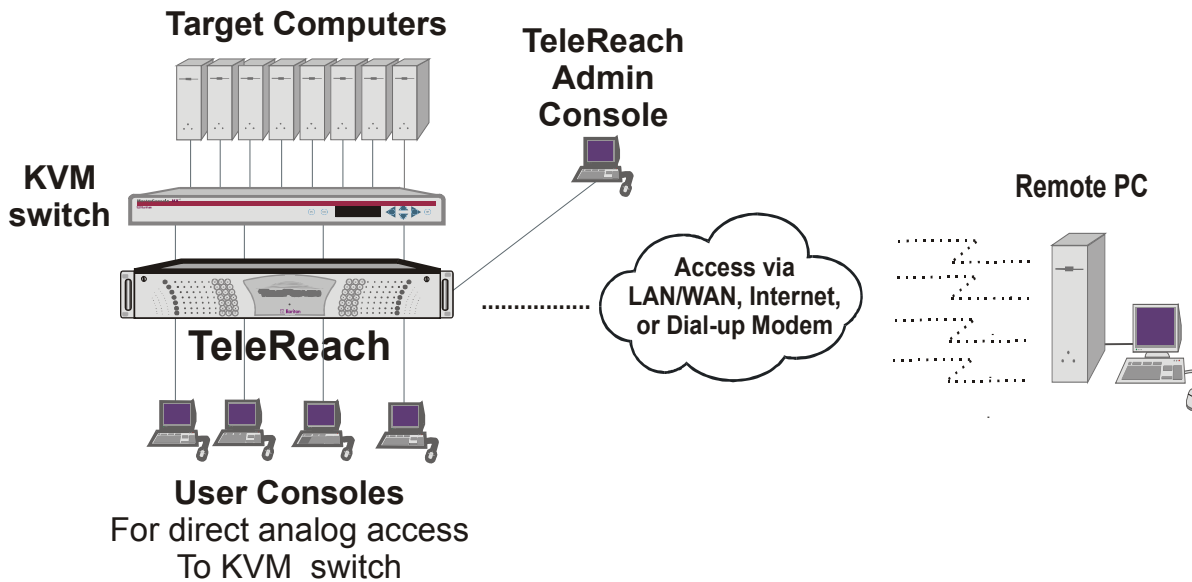 Target Computers
TeleReach
Admin
Console
KVM
switch
Remote PC
Access via
LAN/WAN, Internet,
or Dial-up Modem
Raritan
TeleReach
User Consoles
For direct analog access
To KVM switch